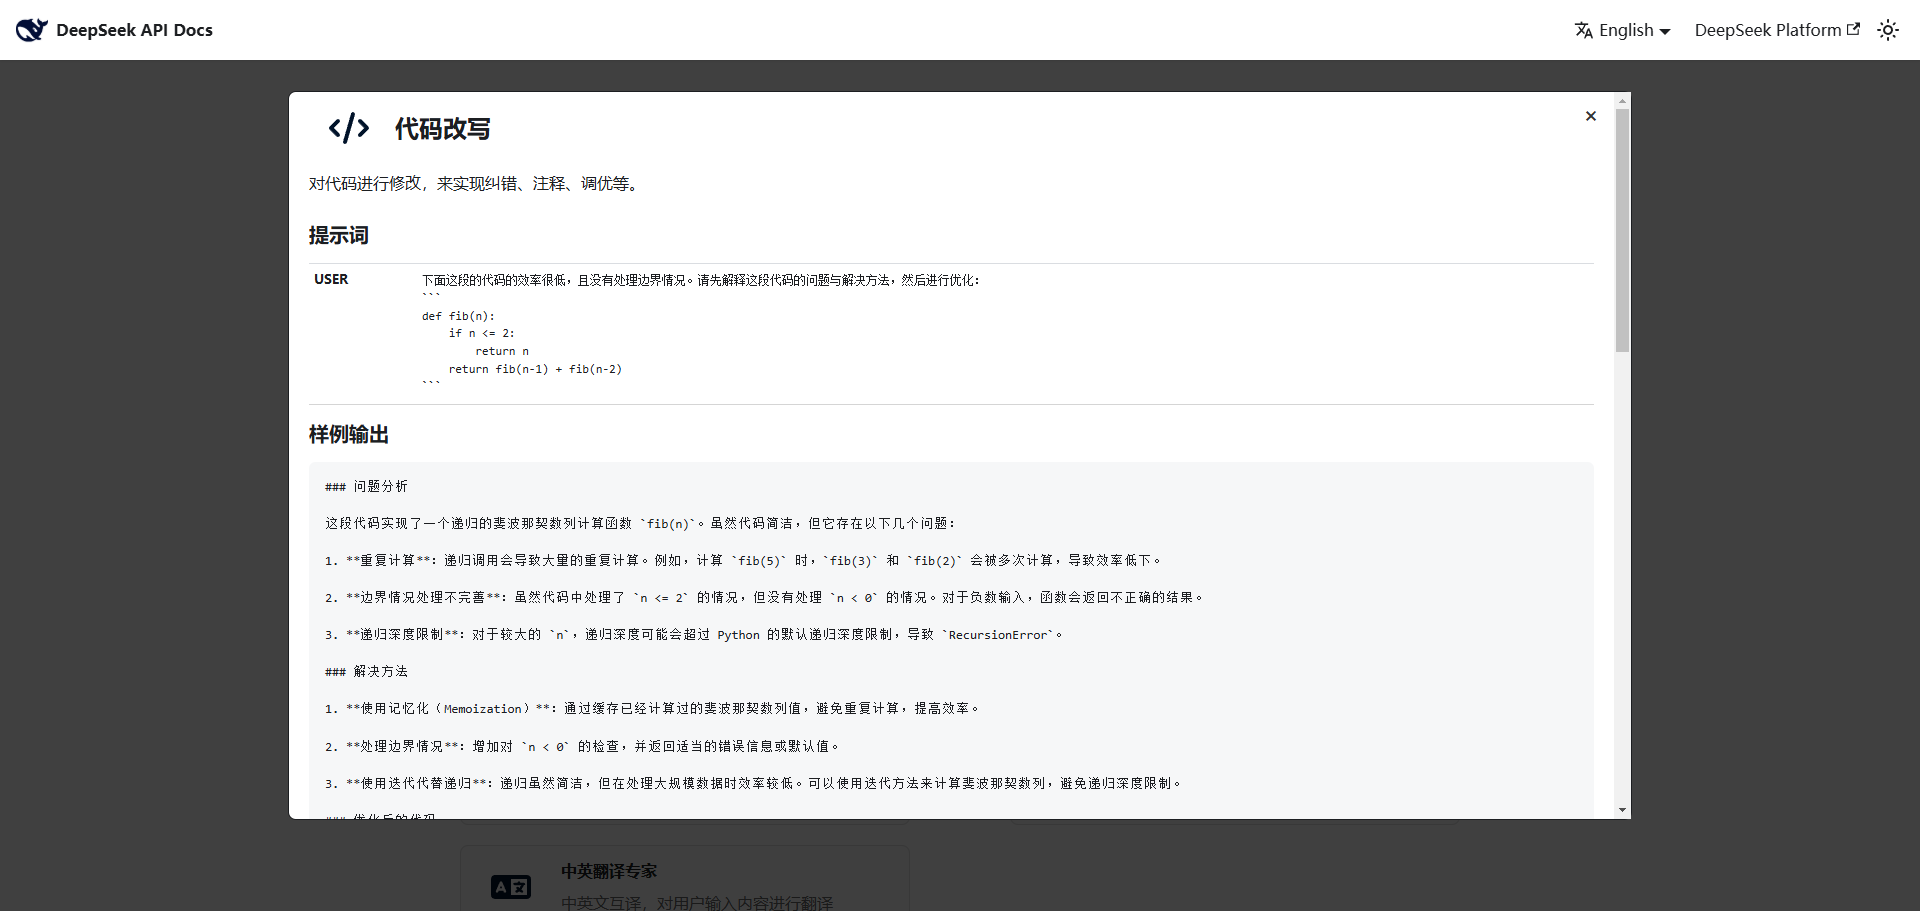 DeepSeek API Docs
English
DeepSeek Platform
代码改写
对代码进行修改，来实现纠错、注释、调优等。
提示词
USER
下面这段的代码的效率很低，且没有处理边界情况。请先解释这段代码的问题与解决方法，然后进行优化：
```
def fib(n):
    if n <= 2:
        return n
    return fib(n-1) + fib(n-2)
```
样例输出
### 问题分析
这段代码实现了一个递归的斐波那契数列计算函数 `fib(n)`。虽然代码简洁，但它存在以下几个问题：
1. **重复计算**：递归调用会导致大量的重复计算。例如，计算 `fib(5)` 时，`fib(3)` 和 `fib(2)` 会被多次计算，导致效率低下。
2. **边界情况处理不完善**：虽然代码中处理了 `n <= 2` 的情况，但没有处理 `n < 0` 的情况。对于负数输入，函数会返回不正确的结果。
3. **递归深度限制**：对于较大的 `n`，递归深度可能会超过 Python 的默认递归深度限制，导致 `RecursionError`。
### 解决方法
1. **使用记忆化（Memoization）**：通过缓存已经计算过的斐波那契数列值，避免重复计算，提高效率。
2. **处理边界情况**：增加对 `n < 0` 的检查，并返回适当的错误信息或默认值。
3. **使用迭代代替递归**：递归虽然简洁，但在处理大规模数据时效率较低。可以使用迭代方法来计算斐波那契数列，避免递归深度限制。
### 优化后的代码
中英翻译专家
中英文互译，对用户输入内容进行翻译